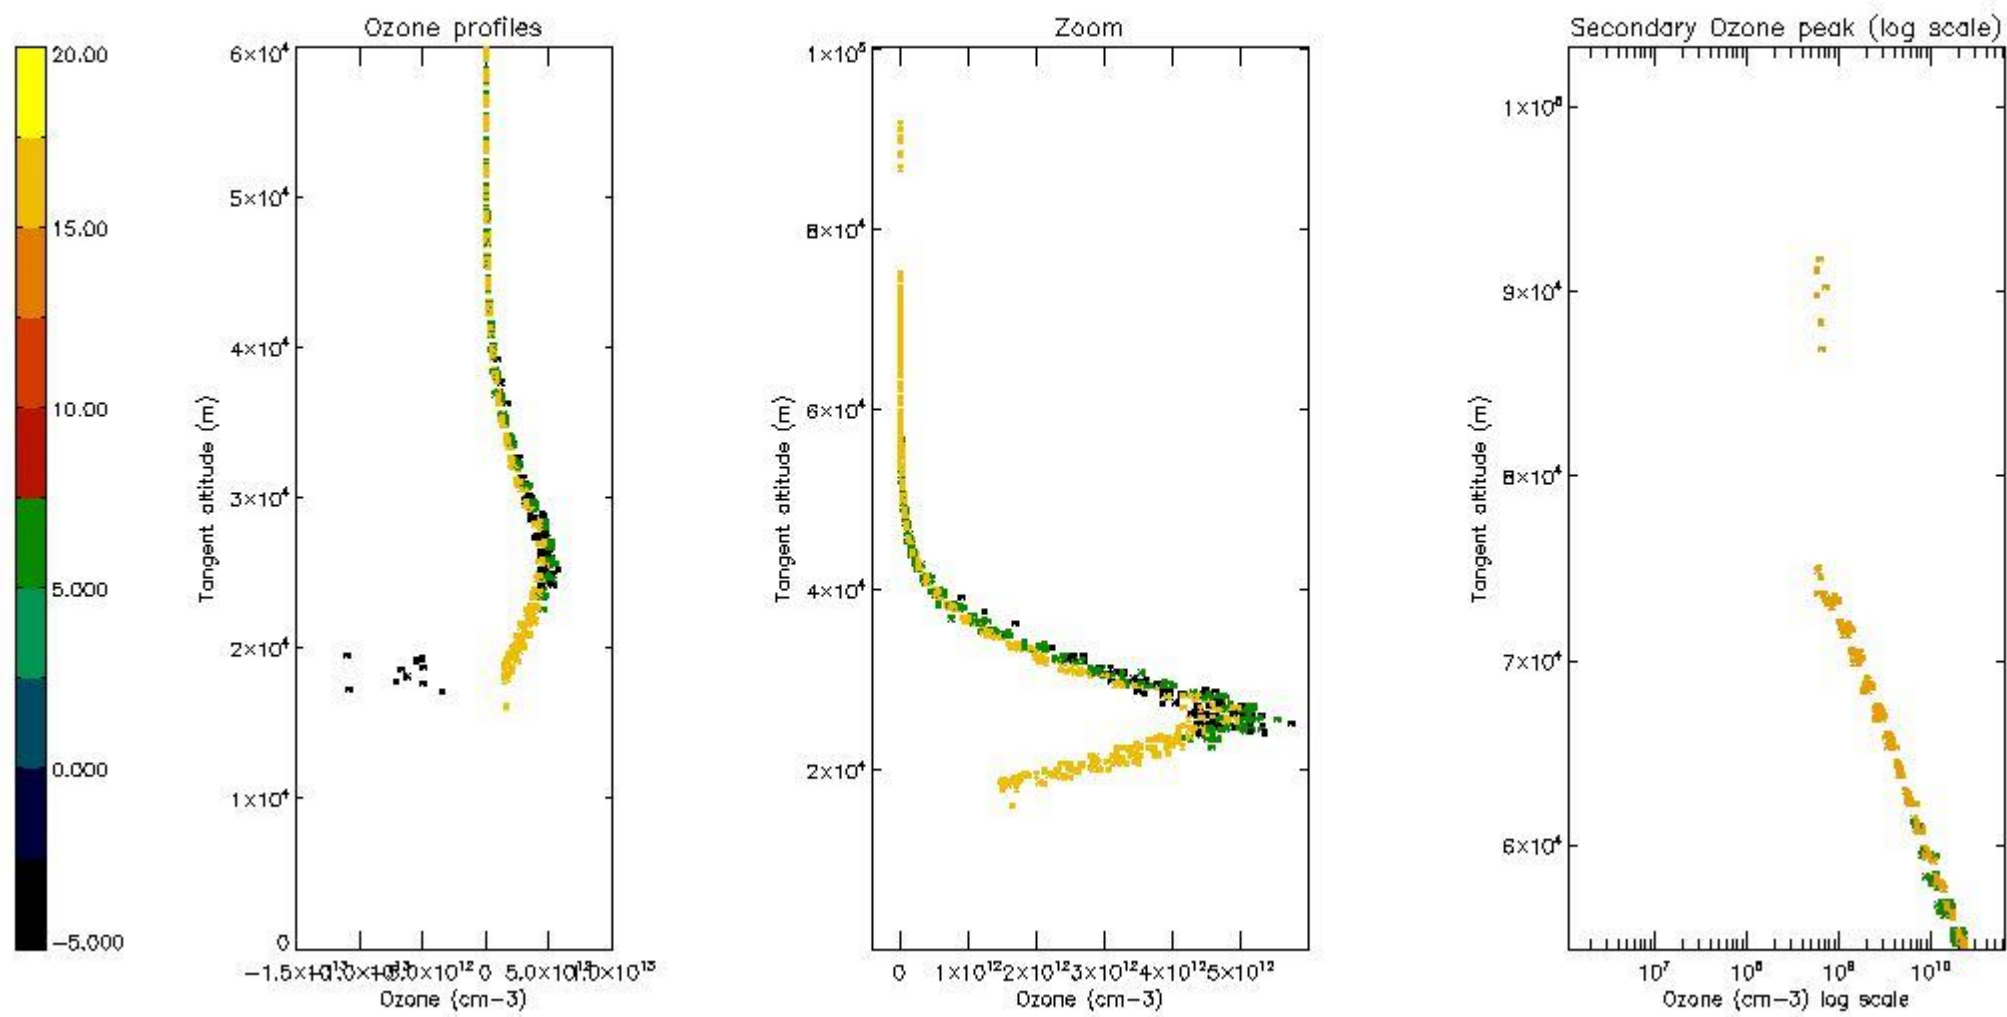 Ozone profiles
Zoom
Secondary Ozone peak (log scale)
20.00
15.00
10.00
5.000
0.000
−5.000
6×10⁴
5×10⁴
4×10⁴
3×10⁴
2×10⁴
1×10⁴
0
Tangent altitude (m)
5.0×10¹²
1.0×10¹³
Ozone (cm−3)
1×10⁵
8×10⁴
6×10⁴
4×10⁴
2×10⁴
Tangent altitude (m)
0 1×10¹² 2×10¹² 3×10¹² 4×10¹² 5×10¹²
Ozone (cm−3)
9×10⁴
8×10⁴
7×10⁴
6×10⁴
Tangent altitude (m)
10⁷ 10⁸ 10⁹ 10¹⁰
Ozone (cm−3) log scale